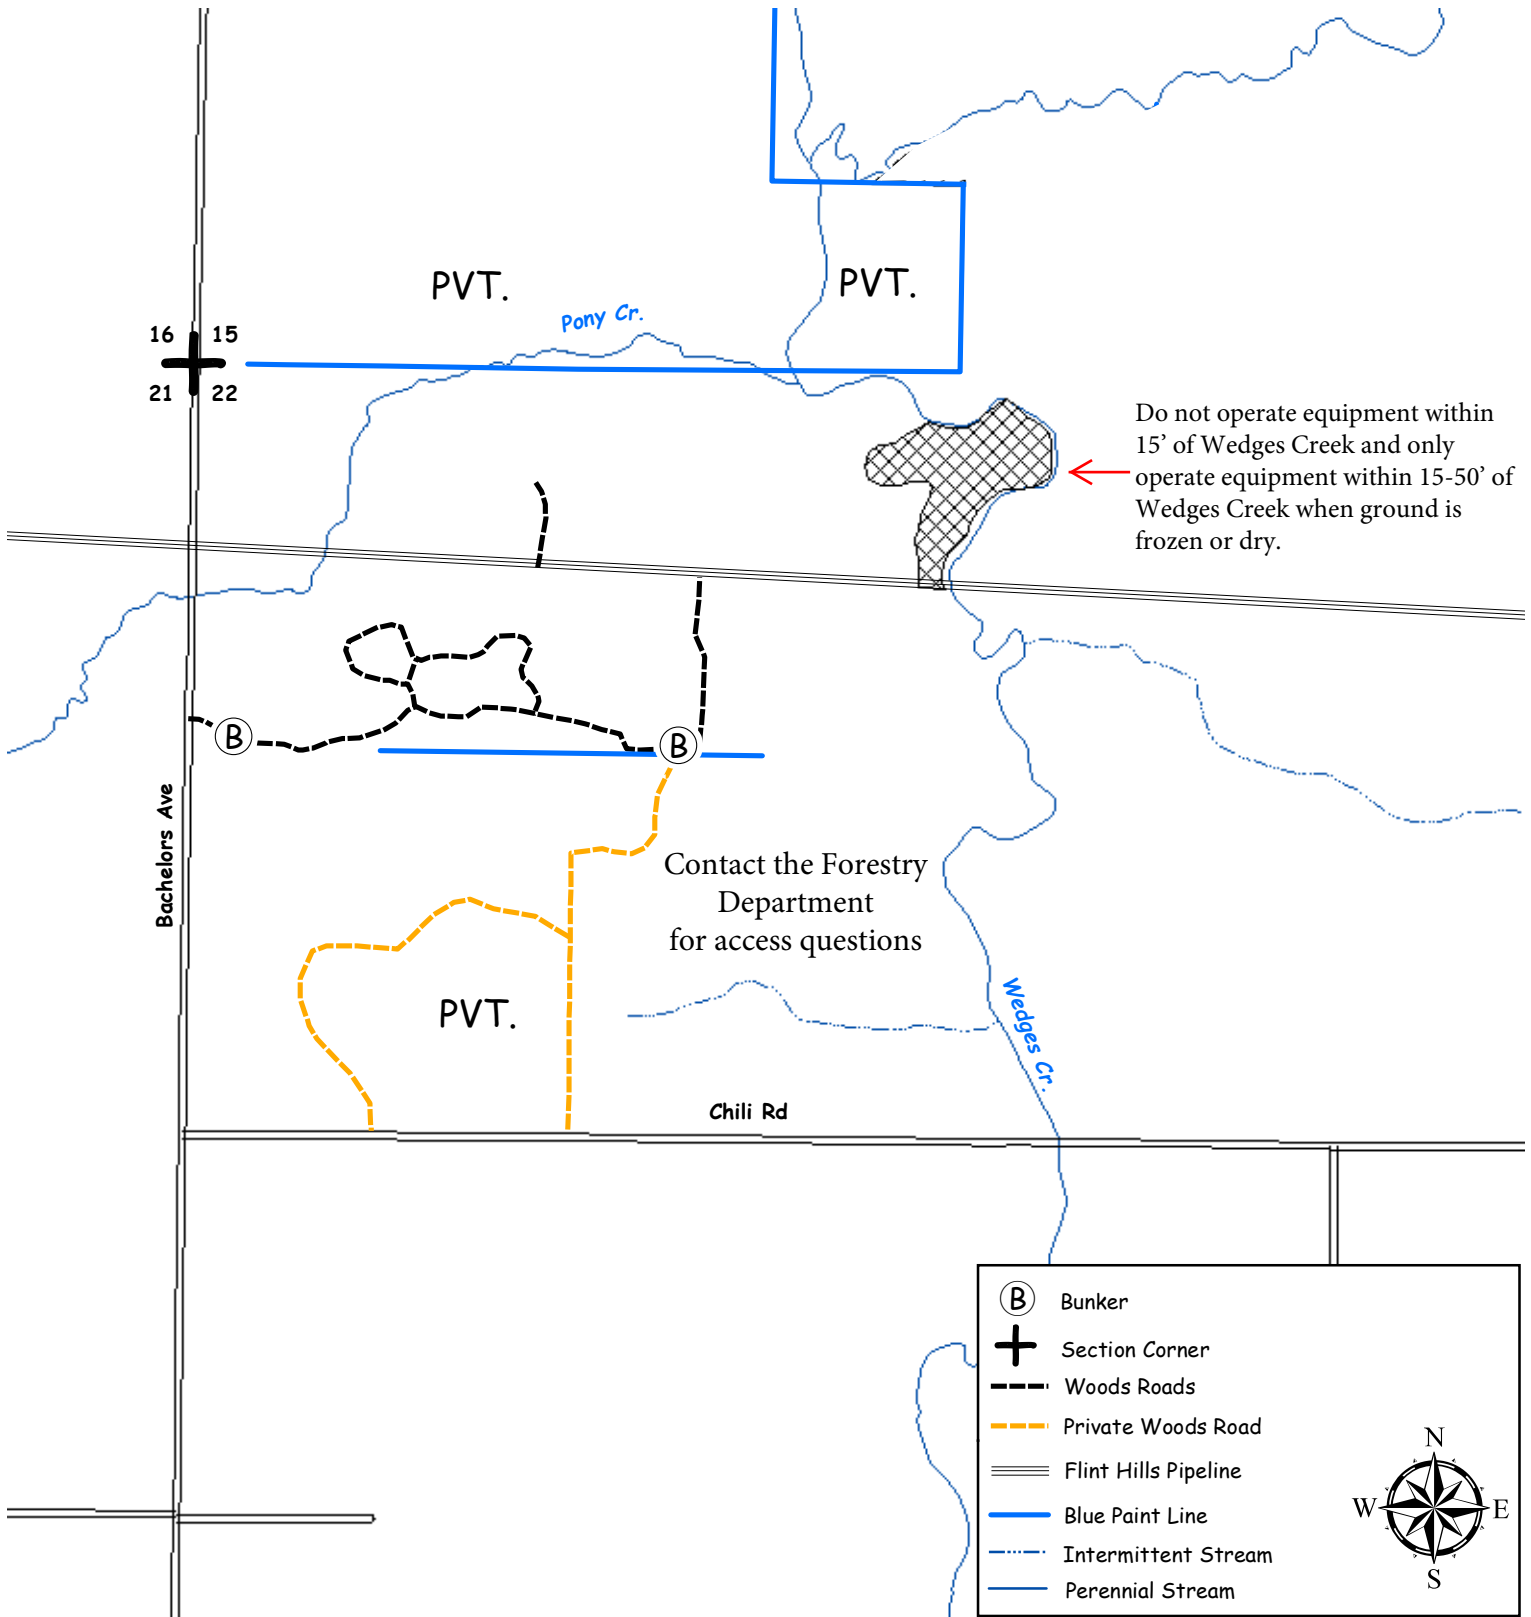 PVT.
PVT.
Pony Cr.
16 15
21 22
Do not operate equipment within
15’ of Wedges Creek and only
operate equipment within 15-50’ of
Wedges Creek when ground is
frozen or dry.
B
B
Bachelors Ave
Contact the Forestry
Department
for access questions
PVT.
Wedges Cr.
Chili Rd
B Bunker
Section Corner
Woods Roads
Private Woods Road
Flint Hills Pipeline
Blue Paint Line
Intermittent Stream
Perennial Stream
N
W E
S